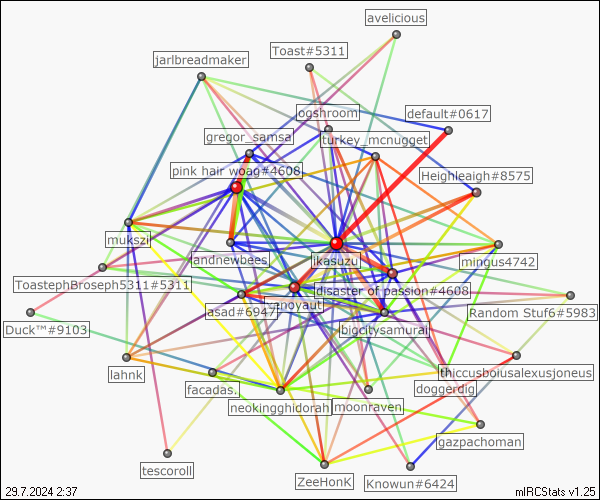 avelicious
Toast#5311
jarlbreadmaker
ogshroom
default#0617
gregor_samsa
turkey_mcnugget
pink hair woag#4608
Heighleaigh#8575
mukszi
landnewbees
ikasuzu
mingus4742
ToastephBroseph5311#5311
disaster of passion#4608
spoyaut
asad#6947
Random Stuf6#5983
Duck™#9103
bigcitysamurai
lahnk
thiccusboiusalexusjoneus
facadas.
doggerdig
neokingghidorah
moonraven
gazpachoman
tescoroll
ZeeHonK
Knowun#6424
29.7.2024 2:37
mIRCStats v1.25